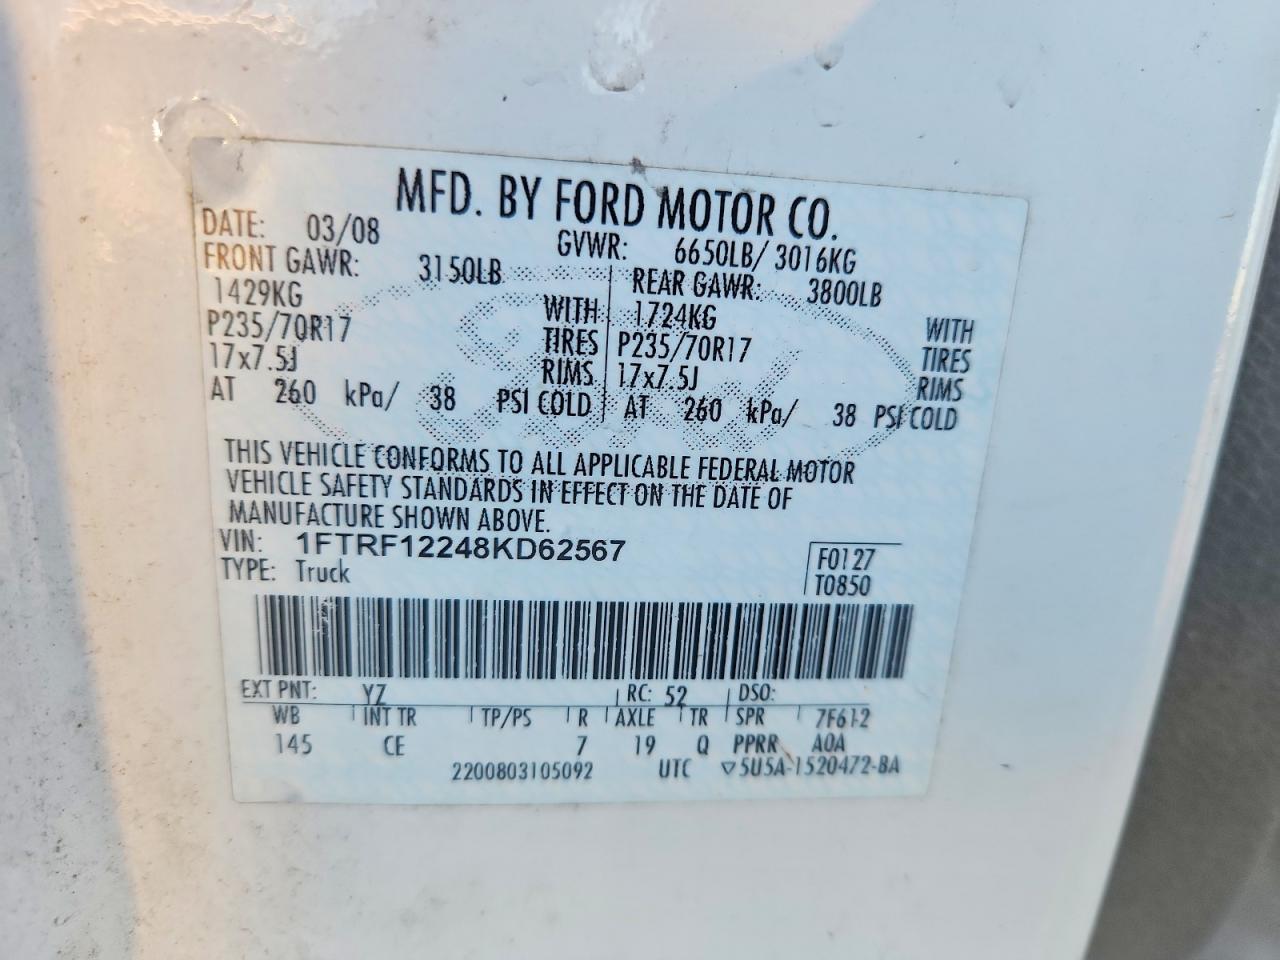 MFD. BY FORD MOTOR CO.
DATE: 03/08 GVWR: 6650LB/ 3016KG
FRONT GAWR: 3150LB REAR GAWR: 3800LB
1429KG WITH 1724KG WITH
P235/70R17 TIRES P235/70R17 TIRES
17x7.5J RIMS 17x7.5J RIMS
AT 260 kPa/ 38 PSI COLD AT 260 kPa/ 38 PSI COLD
THIS VEHICLE CONFORMS TO ALL APPLICABLE FEDERAL MOTOR
VEHICLE SAFETY STANDARDS IN EFFECT ON THE DATE OF
MANUFACTURE SHOWN ABOVE.
VIN: 1FTRF12248KD62567 F0127
TYPE: Truck T0850
EXT PNT: YZ RC: 52 DSO:
WB INT TR TP/PS R AXLE TR SPR 7F612
145 CE 7 19 Q PPRR A0A
2200803105092 UTC ▽5U5A-1520472-BA